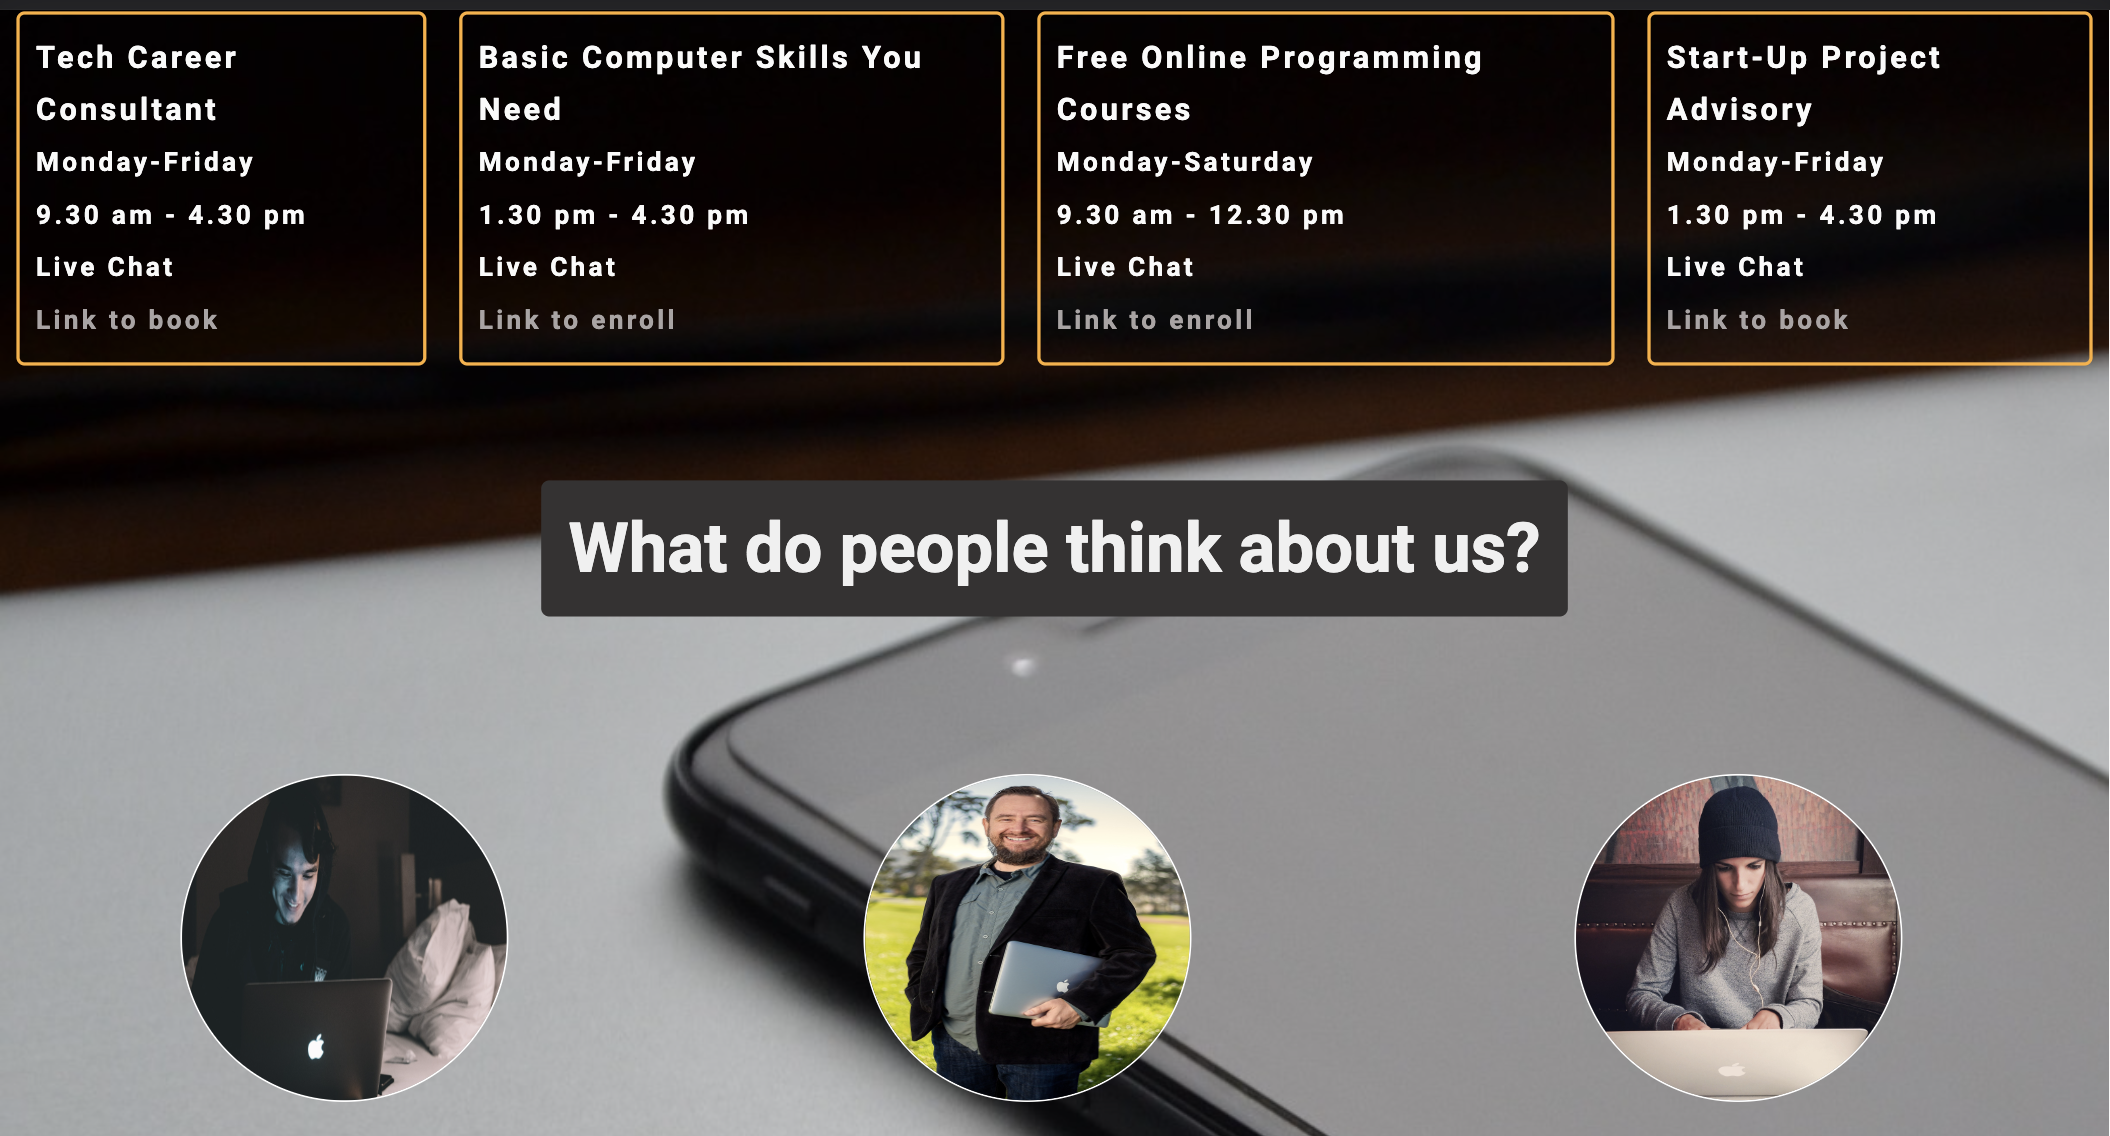 Tech Career
Consultant
Monday-Friday
9.30 am - 4.30 pm
Live Chat
Link to book
Basic Computer Skills You
Need
Monday-Friday
1.30 pm - 4.30 pm
Live Chat
Link to enroll
Free Online Programming
Courses
Monday-Saturday
9.30 am - 12.30 pm
Live Chat
Link to enroll
Start-Up Project
Advisory
Monday-Friday
1.30 pm - 4.30 pm
Live Chat
Link to book
What do people think about us?